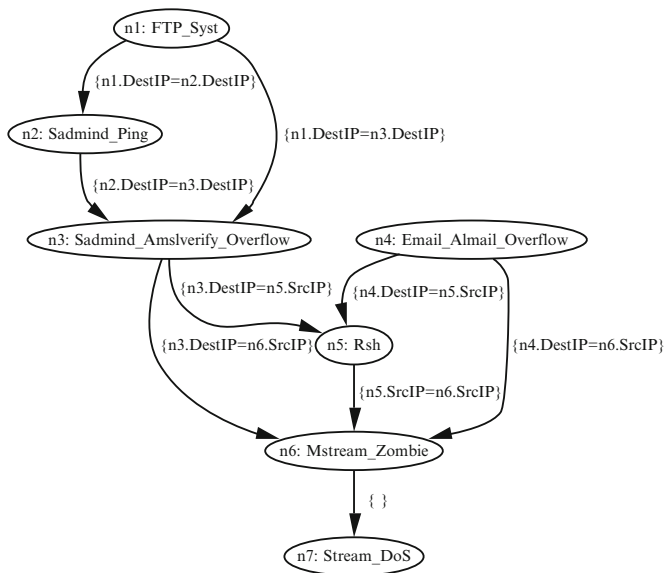 n1: FTP_Syst
{n1.DestIP=n2.DestIP}
n2: Sadmind_Ping
{n1.DestIP=n3.DestIP}
{n2.DestIP=n3.DestIP}
n3: Sadmind_Amslverify_Overflow
n4: Email_Almail_Overflow
{n3.DestIP=n5.SrcIP}
{n4.DestIP=n5.SrcIP}
{n3.DestIP=n6.SrcIP}
n5: Rsh
{n4.DestIP=n6.SrcIP}
{n5.SrcIP=n6.SrcIP}
n6: Mstream_Zombie
{ }
n7: Stream_DoS